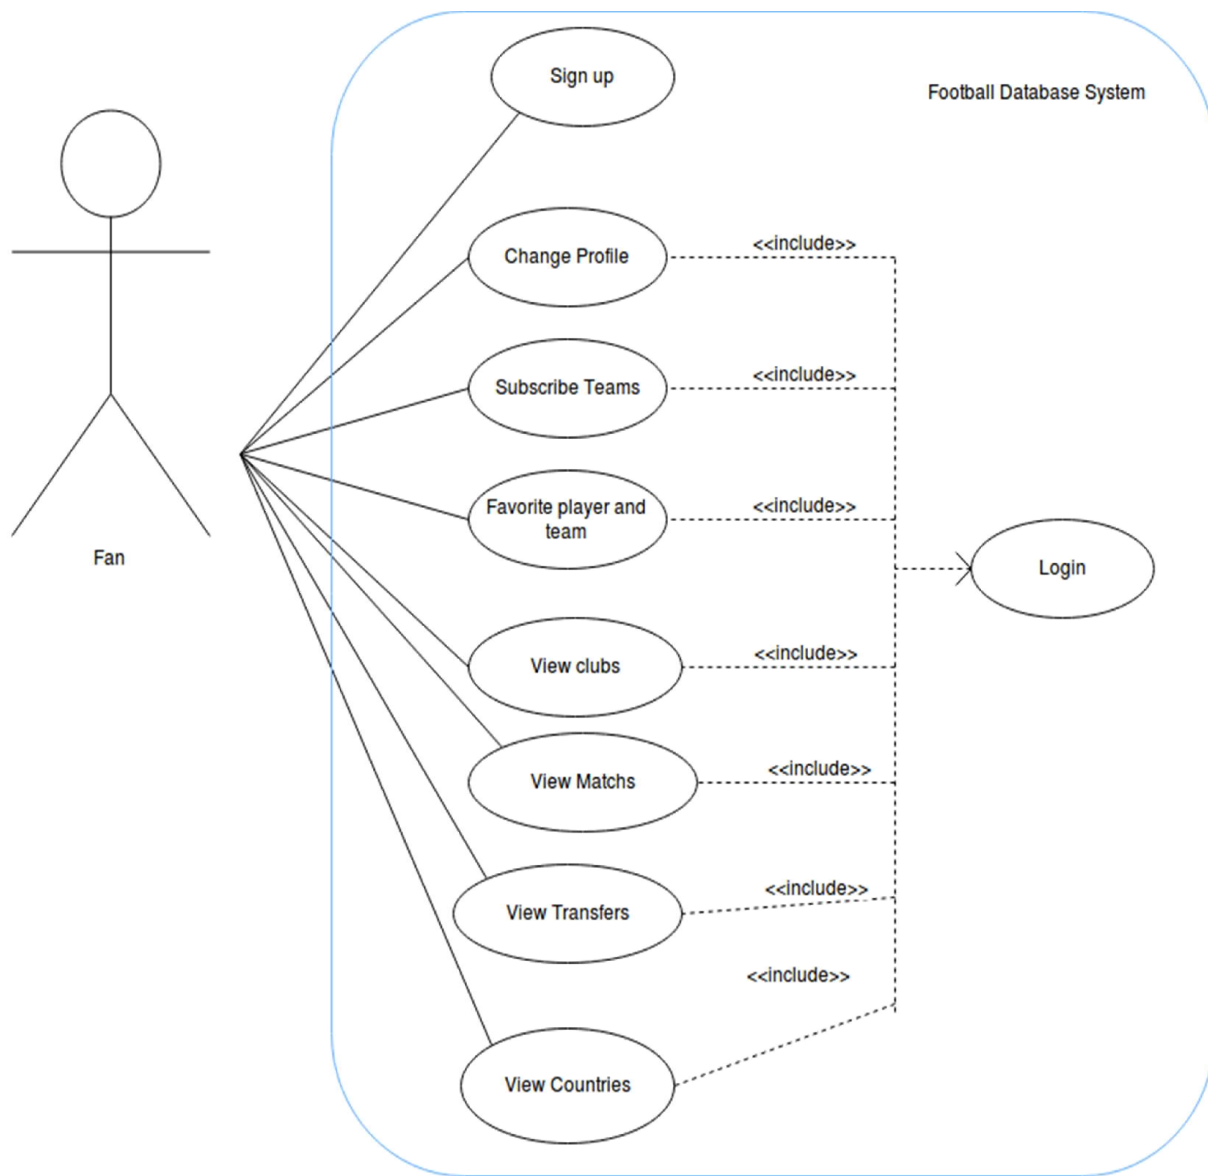 Sign up
Football Database System
Change Profile
<<include>>
Subscribe Teams
<<include>>
Favorite player and
team
<<include>>
Fan
Login
View clubs
<<include>>
View Matchs
<<include>>
View Transfers
<<include>>
<<include>>
View Countries